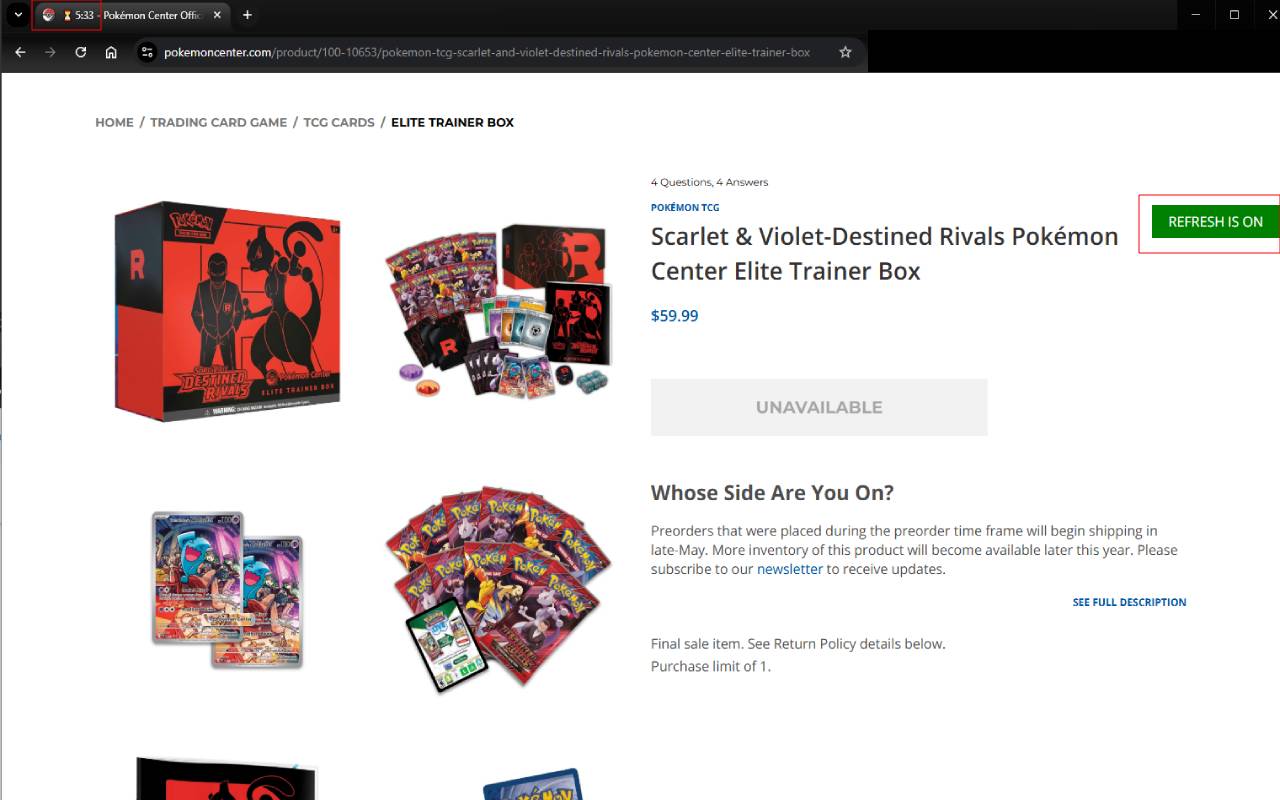 5:33 - Pokémon Center Offic
pokemoncenter.com/product/100-10653/pokemon-tcg-scarlet-and-violet-destined-rivals-pokemon-center-elite-trainer-box
HOME / TRADING CARD GAME / TCG CARDS / ELITE TRAINER BOX
4 Questions, 4 Answers
POKÉMON TCG
REFRESH IS ON
Scarlet & Violet-Destined Rivals Pokémon
Center Elite Trainer Box
$59.99
UNAVAILABLE
Whose Side Are You On?
Preorders that were placed during the preorder time frame will begin shipping in
late-May. More inventory of this product will become available later this year. Please
subscribe to our newsletter to receive updates.
SEE FULL DESCRIPTION
Final sale item. See Return Policy details below.
Purchase limit of 1.
POKÉMON
R
DESTINED
RIVALS
Pokémon Center
ELITE TRAINER BOX
WARNING:
R
R